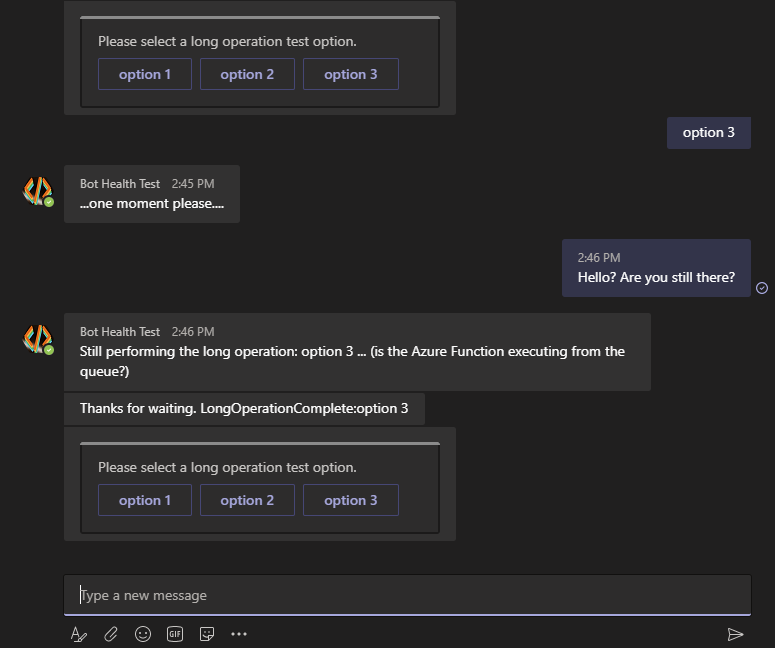 Please select a long operation test option.
option 1 option 2 option 3
option 3
Bot Health Test 2:45 PM
...one moment please....
2:46 PM
Hello? Are you still there?
Bot Health Test 2:46 PM
Still performing the long operation: option 3 ... (is the Azure Function executing from the
queue?)
Thanks for waiting. LongOperationComplete:option 3
Please select a long operation test option.
option 1 option 2 option 3
Type a new message
GIF